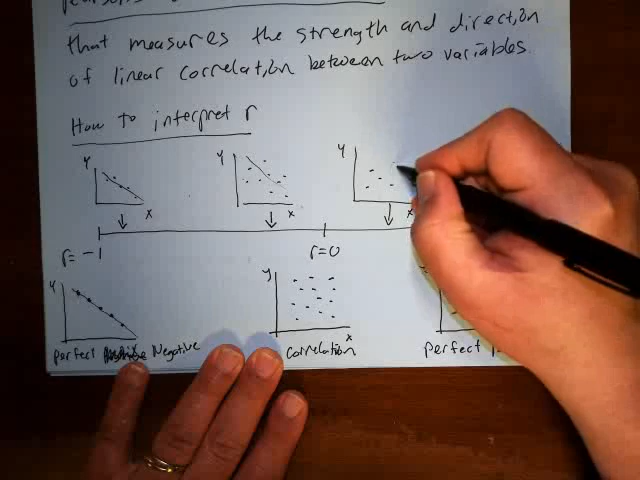 that measures the strength and direction
of linear correlation between two variables
How to interpret r
y y y
x x x
r = -1 r = 0
y y
x
perfect Negative correlation perfect